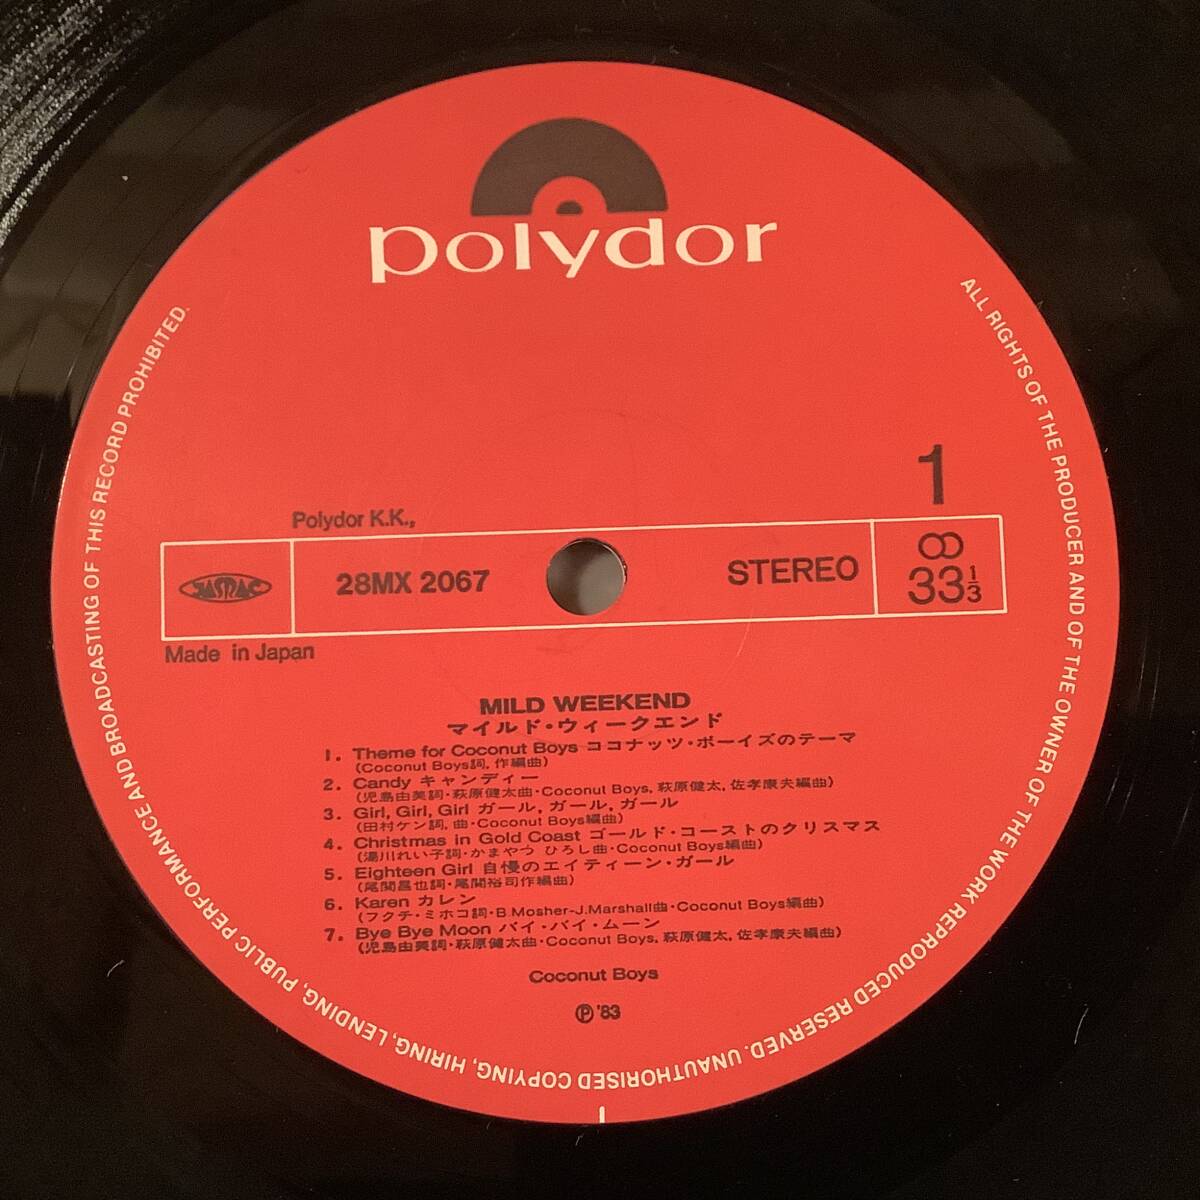 polydor
ALL RIGHTS OF THE PRODUCER AND OF THE OWNER OF THE WORK REPRODUCED RESERVED. UNAUTHORISED COPYING, HIRING, LENDING, PUBLIC PERFORMANCE AND BROADCASTING OF THIS RECORD PROHIBITED.
1
Polydor K.K.,
JASRAC
28MX 2067
STEREO
∞
33 1/3
Made in Japan
MILD WEEKEND
マイルド・ウィークエンド
1. Theme for Coconut Boys ココナッツ・ボーイズのテーマ
(Coconut Boys詞, 作編曲)
2. Candy キャンディー
(児島由美詞・萩原健太曲・Coconut Boys, 萩原健太, 佐孝康夫編曲)
3. Girl, Girl, Girl ガール, ガール, ガール
(田村ケン詞, 曲・Coconut Boys編曲)
4. Christmas in Gold Coast ゴールド・コーストのクリスマス
(湯川れい子詞・かまやつ ひろし曲・Coconut Boys編曲)
5. Eighteen Girl 自慢のエイティーン・ガール
(尾関昌也詞・尾関裕司作編曲)
6. Karen カレン
(フクチ・ミホコ詞・B.Mosher-J.Marshall曲・Coconut Boys編曲)
7. Bye Bye Moon バイ・バイ・ムーン
(児島由美詞・萩原健太曲・Coconut Boys, 萩原健太, 佐孝康夫編曲)
Coconut Boys
Ⓟ '83